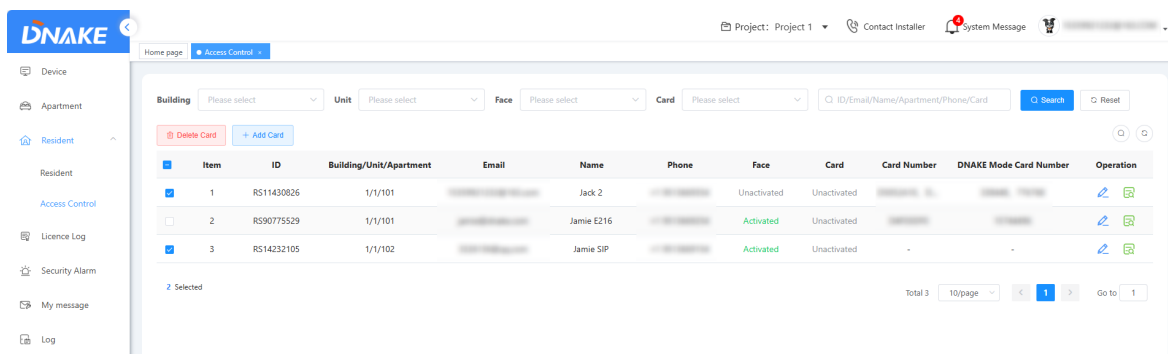 DNAKE
Project: Project 1
Contact Installer
4
System Message
Home page
Access Control ×
Device
Apartment
Resident
Resident
Access Control
Licence Log
Security Alarm
My message
Log
Building Please select Unit Please select Face Please select Card Please select ID/Email/Name/Apartment/Phone/Card Search Reset
Delete Card + Add Card
Item ID Building/Unit/Apartment Email Name Phone Face Card Card Number DNAKE Mode Card Number Operation
1 RS11430826 1/1/101 Jack 2 Unactivated Unactivated
2 RS90775529 1/1/101 Jamie E216 Activated Unactivated
3 RS14232105 1/1/102 Jamie SIP Activated Unactivated - -
2 Selected
Total 3 10/page < 1 > Go to 1